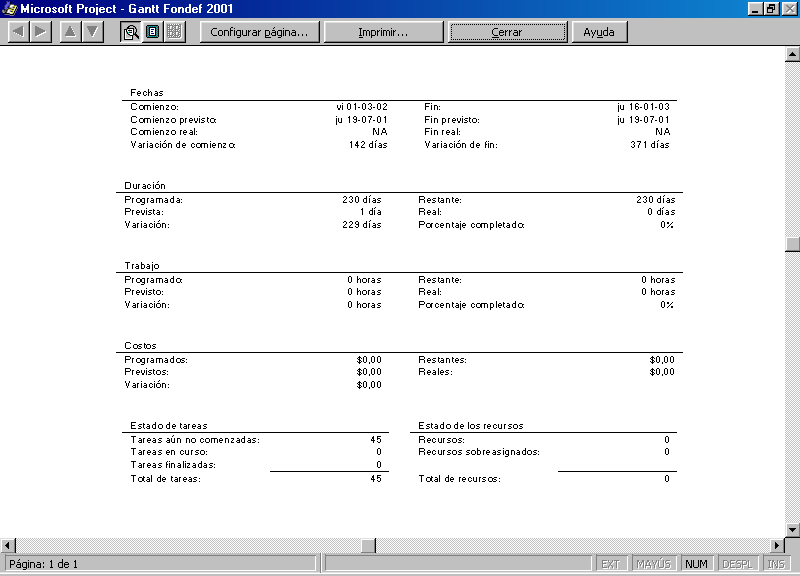 Microsoft Project - Gantt Fondef 2001
Configurar página... Imprimir... Cerrar Ayuda
Fechas
Comienzo: vi 01-03-02 Fin: ju 16-01-03
Comienzo previsto: ju 19-07-01 Fin previsto: ju 19-07-01
Comienzo real: NA Fin real: NA
Variación de comienzo: 142 días Variación de fin: 371 días
Duración
Programada: 230 días Restante: 230 días
Prevista: 1 día Real: 0 días
Variación: 229 días Porcentaje completado: 0%
Trabajo
Programado: 0 horas Restante: 0 horas
Previsto: 0 horas Real: 0 horas
Variación: 0 horas Porcentaje completado: 0%
Costos
Programados: $0,00 Restantes: $0,00
Previstos: $0,00 Reales: $0,00
Variación: $0,00
Estado de tareas Estado de los recursos
Tareas aún no comenzadas: 45 Recursos: 0
Tareas en curso: 0 Recursos sobreasignados: 0
Tareas finalizadas: 0
Total de tareas: 45 Total de recursos: 0
Página: 1 de 1 EXT MAYÚS NUM DESPL INS